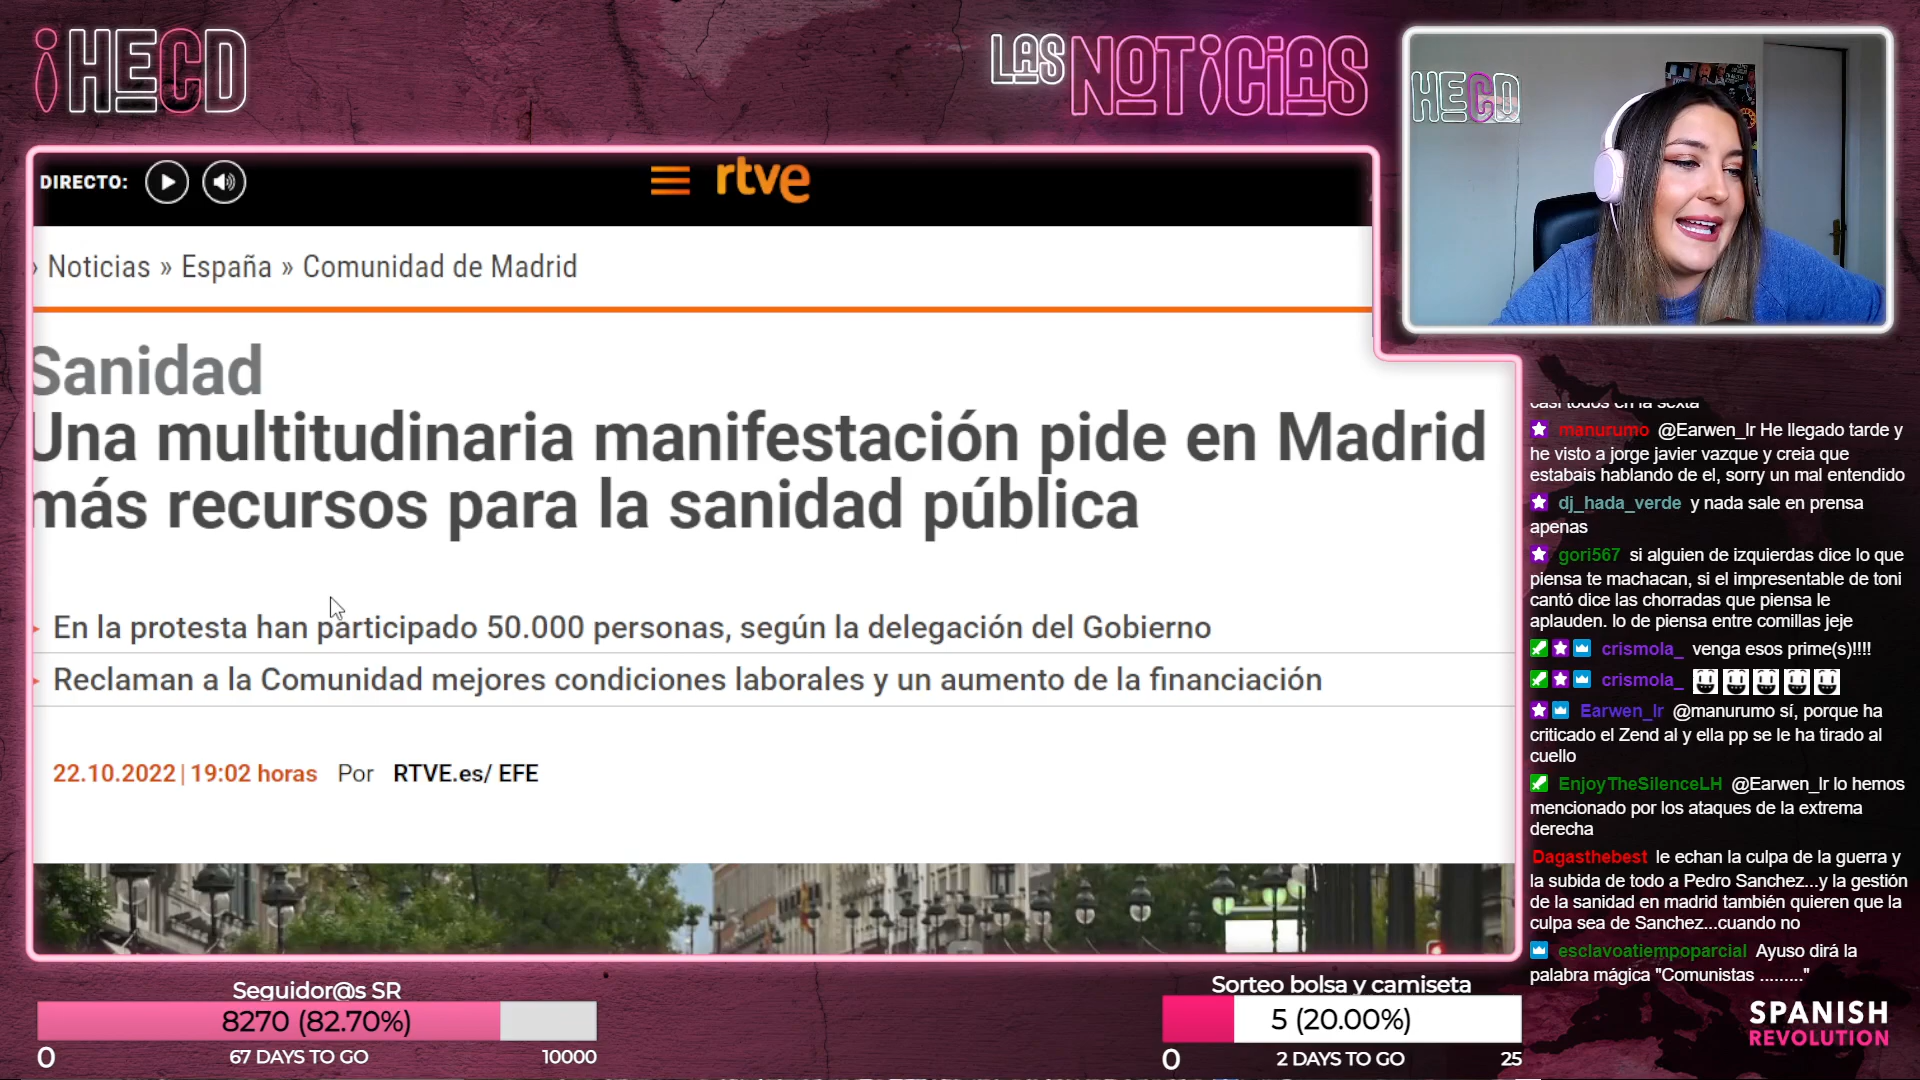 HECD
LAS NOTICIAS
HECD
DIRECTO:
rtve
› Noticias » España » Comunidad de Madrid
Sanidad
Una multitudinaria manifestación pide en Madrid
más recursos para la sanidad pública
En la protesta han participado 50.000 personas, según la delegación del Gobierno
Reclaman a la Comunidad mejores condiciones laborales y un aumento de la financiación
22.10.2022 | 19:02 horas Por RTVE.es/ EFE
casi todos en la sexta
manurumo @Earwen_lr He llegado tarde y
he visto a jorge javier vazque y creia que
estabais hablando de el, sorry un mal entendido
dj_hada_verde y nada sale en prensa
apenas
gori567 si alguien de izquierdas dice lo que
piensa te machacan, si el impresentable de toni
cantó dice las chorradas que piensa le
aplauden. lo de piensa entre comillas jeje
crismola_ venga esos prime(s)!!!!
crismola_
Earwen_lr @manurumo sí, porque ha
criticado el Zend al y ella pp se le ha tirado al
cuello
EnjoyTheSilenceLH @Earwen_lr lo hemos
mencionado por los ataques de la extrema
derecha
Dagasthebest le echan la culpa de la guerra y
la subida de todo a Pedro Sanchez...y la gestión
de la sanidad en madrid también quieren que la
culpa sea de Sanchez...cuando no
esclavoatiempoparcial Ayuso dirá la
palabra mágica "Comunistas ........."
Seguidor@s SR
8270 (82.70%)
0 67 DAYS TO GO 10000
Sorteo bolsa y camiseta
5 (20.00%)
0 2 DAYS TO GO 25
SPANISH
REVOLUTION